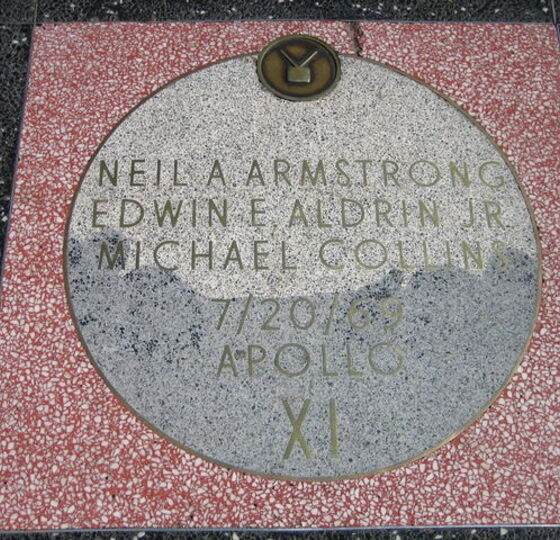 NEIL A. ARMSTRONG
EDWIN E. ALDRIN JR.
MICHAEL COLLINS
7/20/69
APOLLO
XI